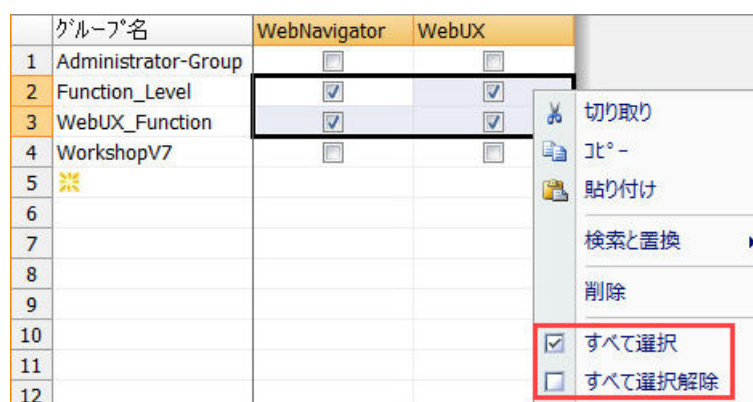 ｸﾞﾙｰﾌﾟ名 WebNavigator WebUX
1 Administrator-Group
2 Function_Level
3 WebUX_Function
4 WorkshopV7
5
6
7
8
9
10
11
12
切り取り
ｺﾋﾟｰ
貼り付け
検索と置換
削除
すべて選択
すべて選択解除